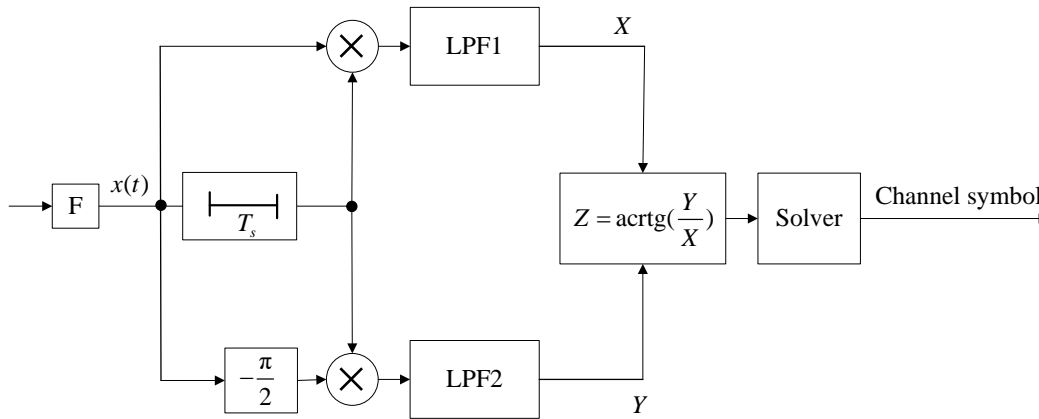 LPF1
X
F
x(t)
T_s
Z = acrtg(Y/X)
Solver
Channel symbol
−π/2
LPF2
Y